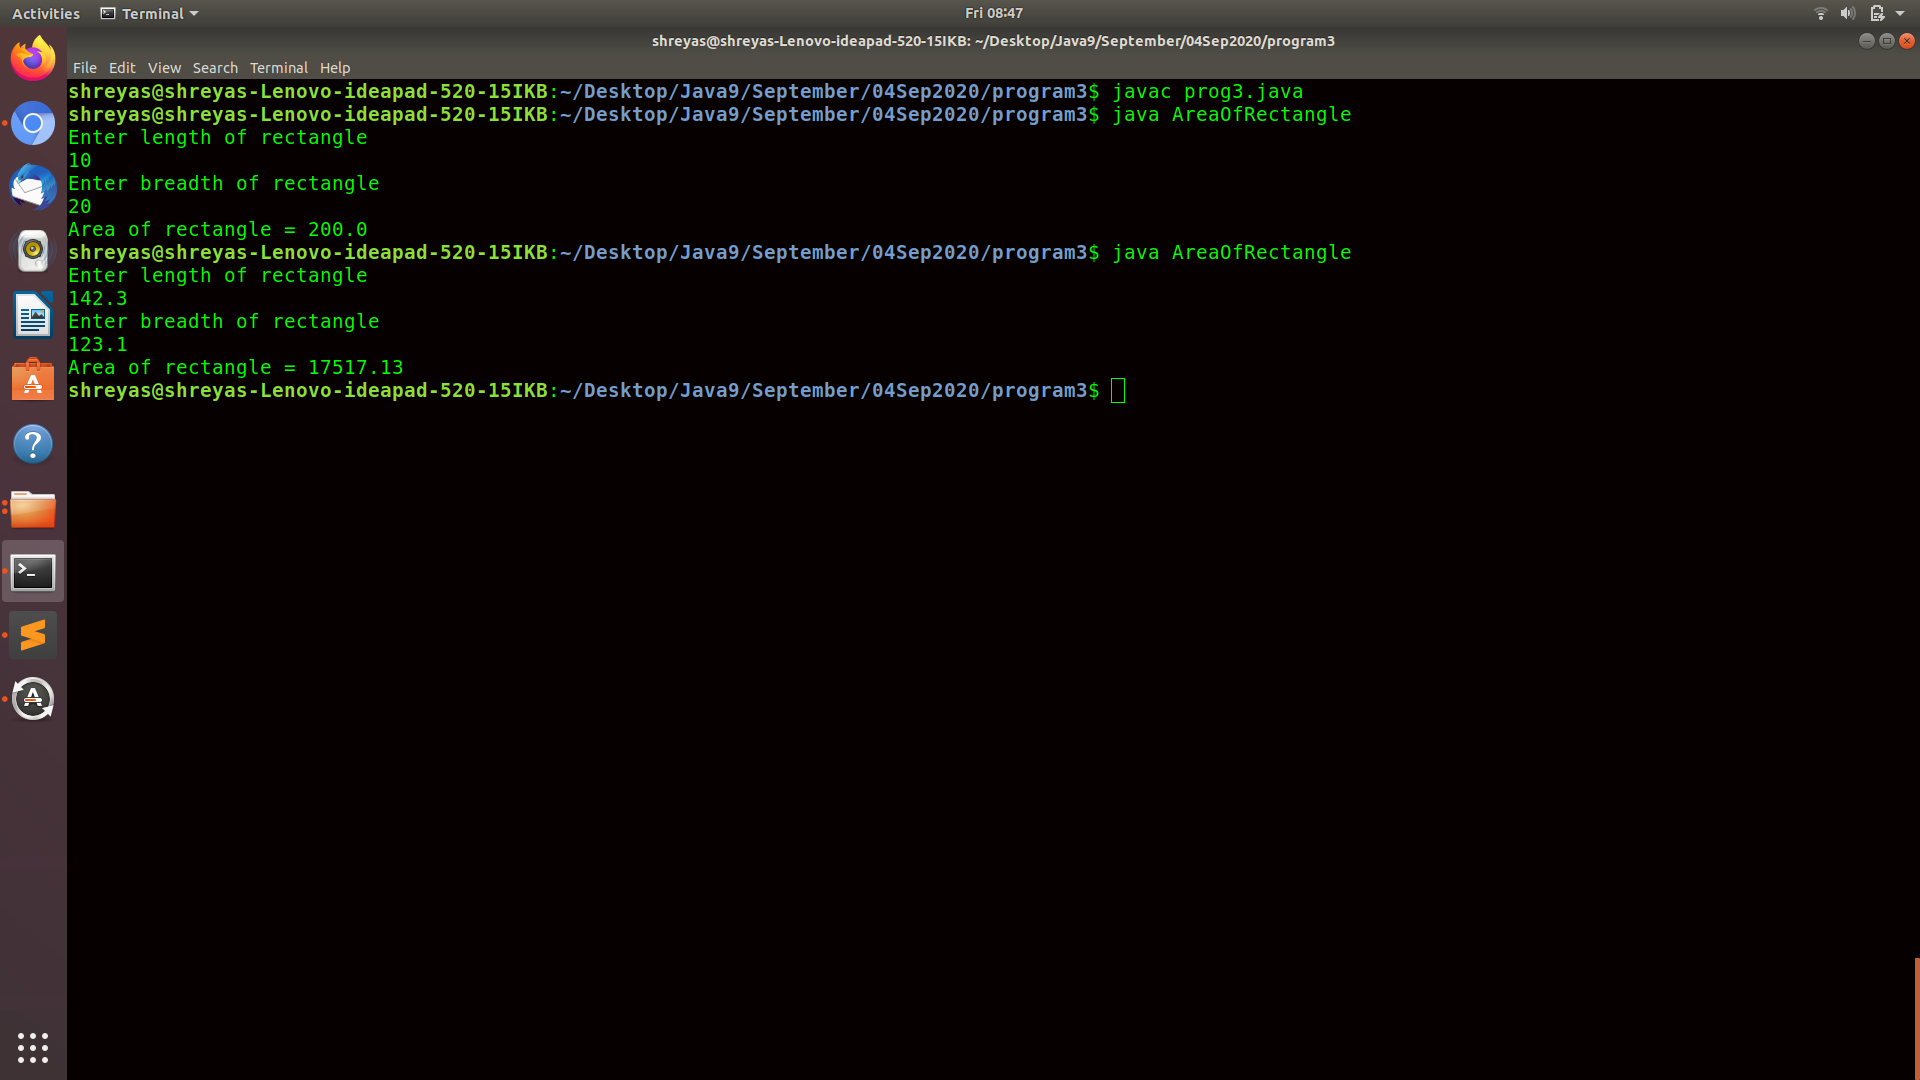 Activities Terminal Fri 08:47
shreyas@shreyas-Lenovo-ideapad-520-15IKB: ~/Desktop/Java9/September/04Sep2020/program3
File Edit View Search Terminal Help
shreyas@shreyas-Lenovo-ideapad-520-15IKB:~/Desktop/Java9/September/04Sep2020/program3$ javac prog3.java
shreyas@shreyas-Lenovo-ideapad-520-15IKB:~/Desktop/Java9/September/04Sep2020/program3$ java AreaOfRectangle
Enter length of rectangle
10
Enter breadth of rectangle
20
Area of rectangle = 200.0
shreyas@shreyas-Lenovo-ideapad-520-15IKB:~/Desktop/Java9/September/04Sep2020/program3$ java AreaOfRectangle
Enter length of rectangle
142.3
Enter breadth of rectangle
123.1
Area of rectangle = 17517.13
shreyas@shreyas-Lenovo-ideapad-520-15IKB:~/Desktop/Java9/September/04Sep2020/program3$